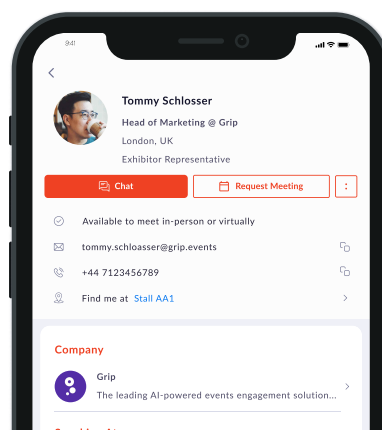 9:41
Tommy Schlosser
Head of Marketing @ Grip
London, UK
Exhibitor Representative
Chat
Request Meeting
Available to meet in-person or virtually
tommy.schloasser@grip.events
+44 7123456789
Find me at Stall AA1
Company
Grip
The leading AI-powered events engagement solution...